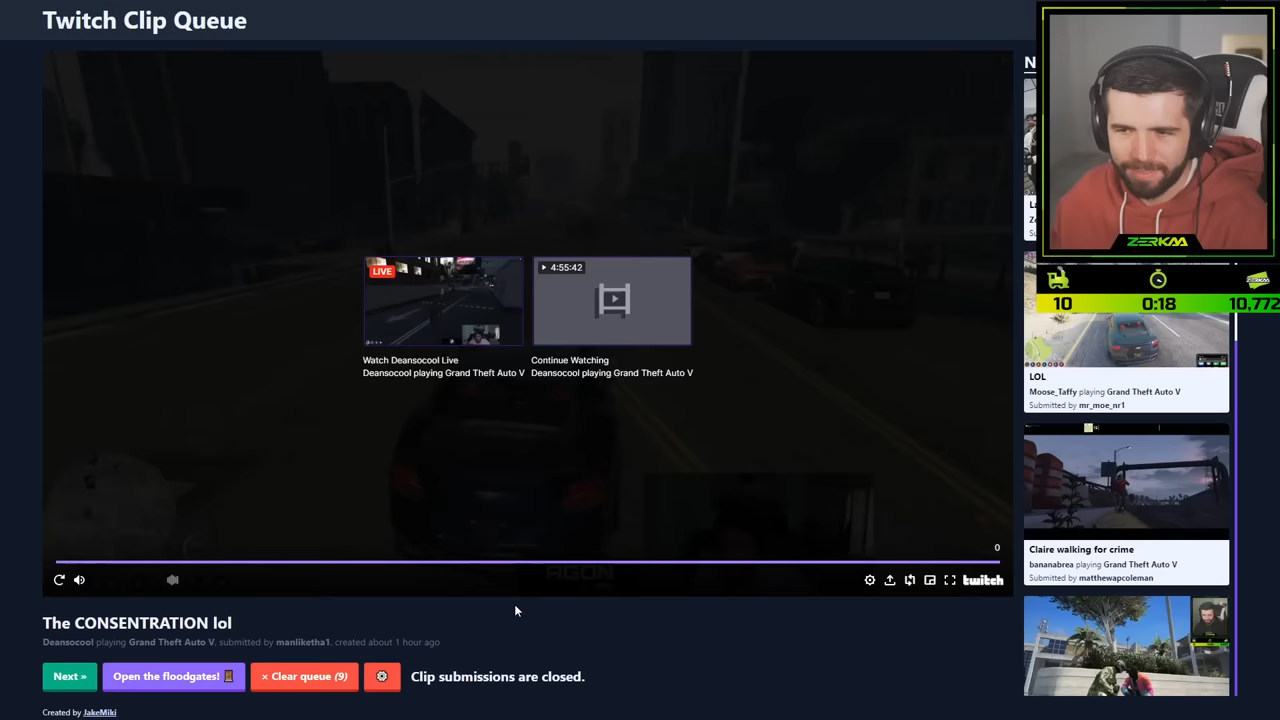 Twitch Clip Queue
N
ZERKAA
10
0:18
10,772
LIVE
4:55:42
Watch Deansocool Live
Deansocool playing Grand Theft Auto V
Continue Watching
Deansocool playing Grand Theft Auto V
0
twitch
AGON
The CONSENTRATION lol
Deansocool playing Grand Theft Auto V, submitted by manliketha1, created about 1 hour ago
Next »
Open the floodgates!
× Clear queue (9)
Clip submissions are closed.
Created by JakeMiki
LOL
Moose_Taffy playing Grand Theft Auto V
Submitted by mr_moe_nr1
Claire walking for crime
bananabrea playing Grand Theft Auto V
Submitted by matthewapcoleman